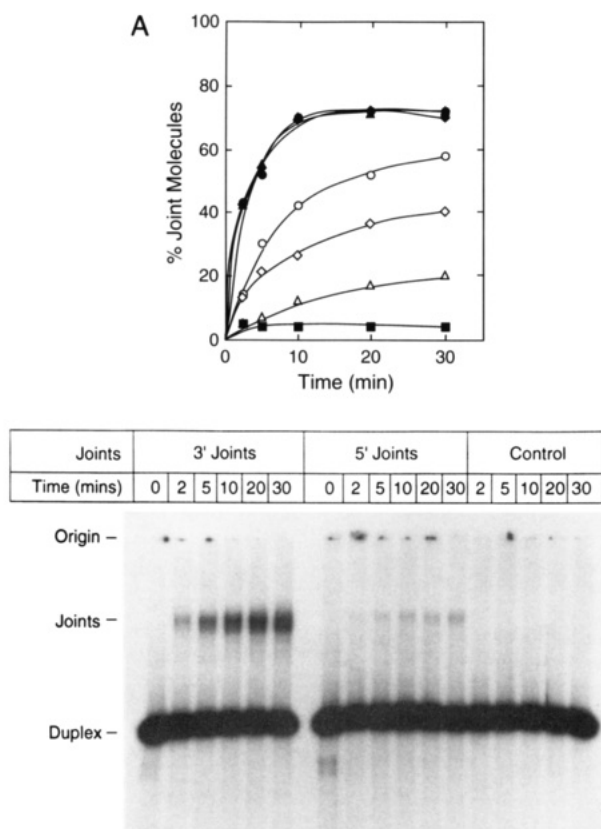 A
100
80
60
40
20
0
% Joint Molecules
0 10 20 30
Time (min)
Joints 3' Joints 5' Joints Control
Time (mins) 0 2 5 10 20 30 0 2 5 10 20 30 2 5 10 20 30
Origin –
Joints –
Duplex –